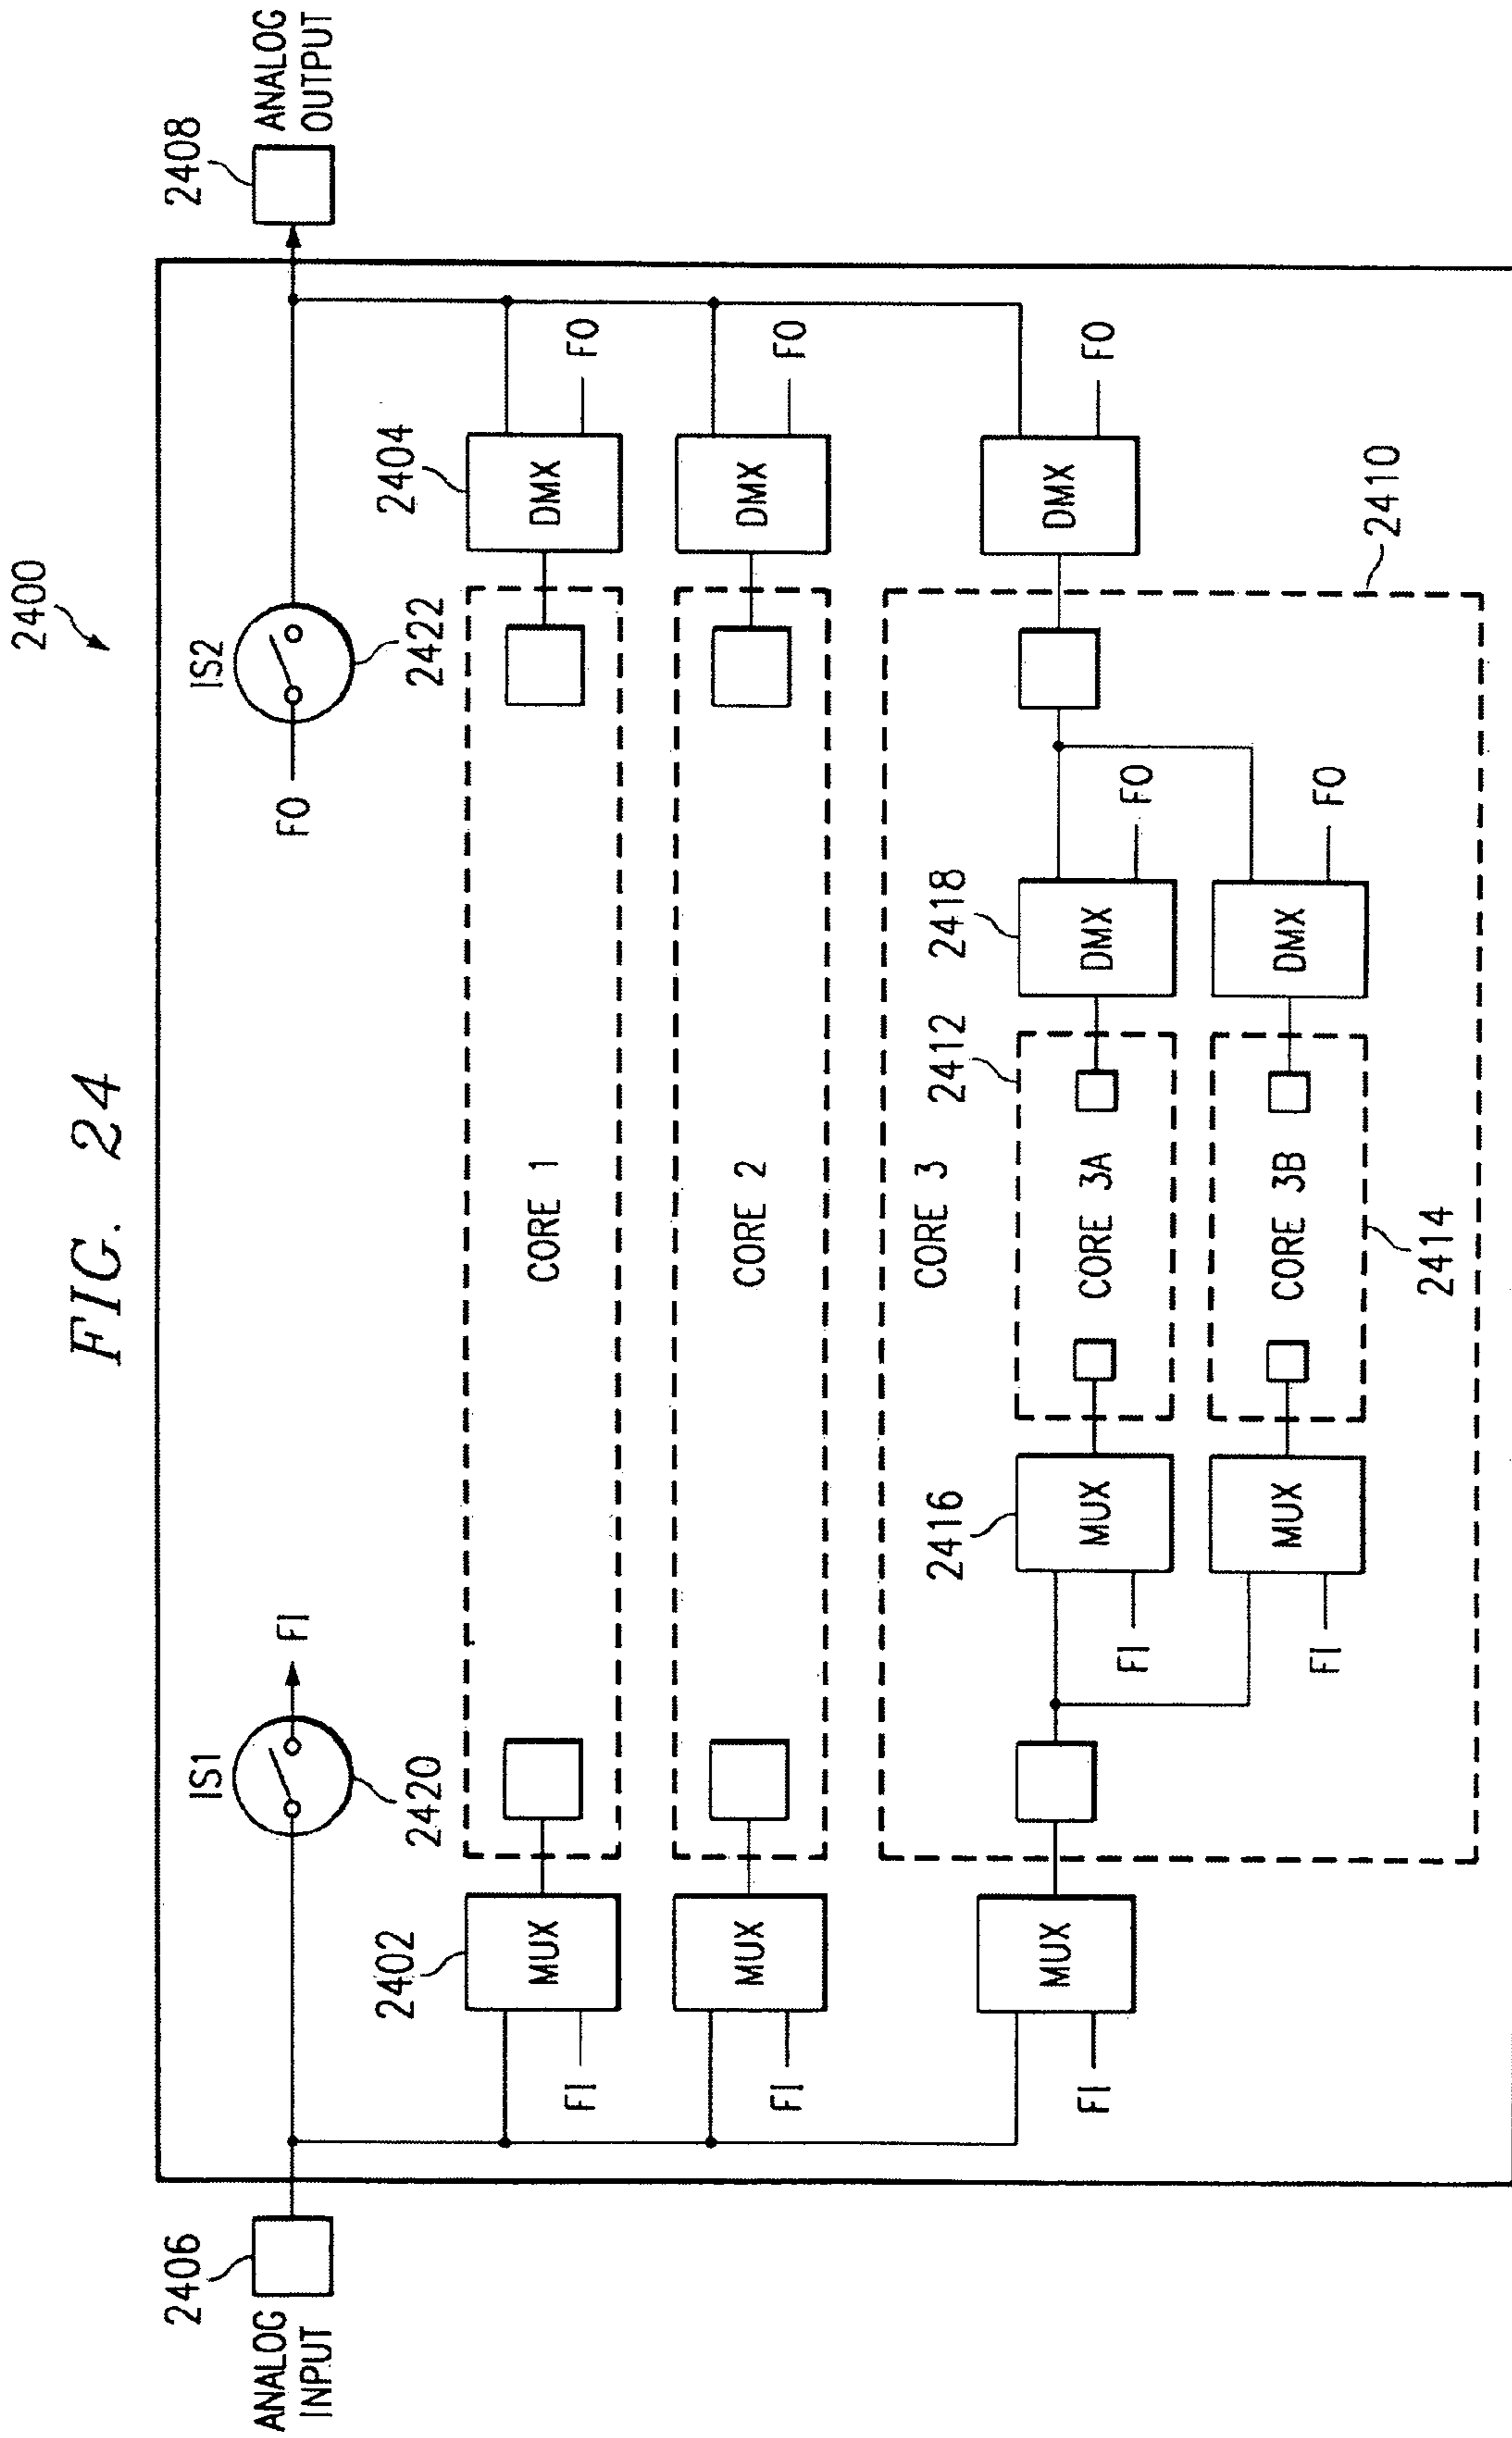 FIG. 24
2400
2406
ANALOG
INPUT
IS1
2420
FI
IS2
2422
FO
2408
ANALOG
OUTPUT
2402
MUX
FI
CORE 1
2404
DMX
FO
MUX
FI
CORE 2
DMX
FO
MUX
FI
CORE 3
2416
MUX
FI
2412
CORE 3A
2418
DMX
FO
MUX
FI
CORE 3B
2414
DMX
FO
DMX
FO
2410